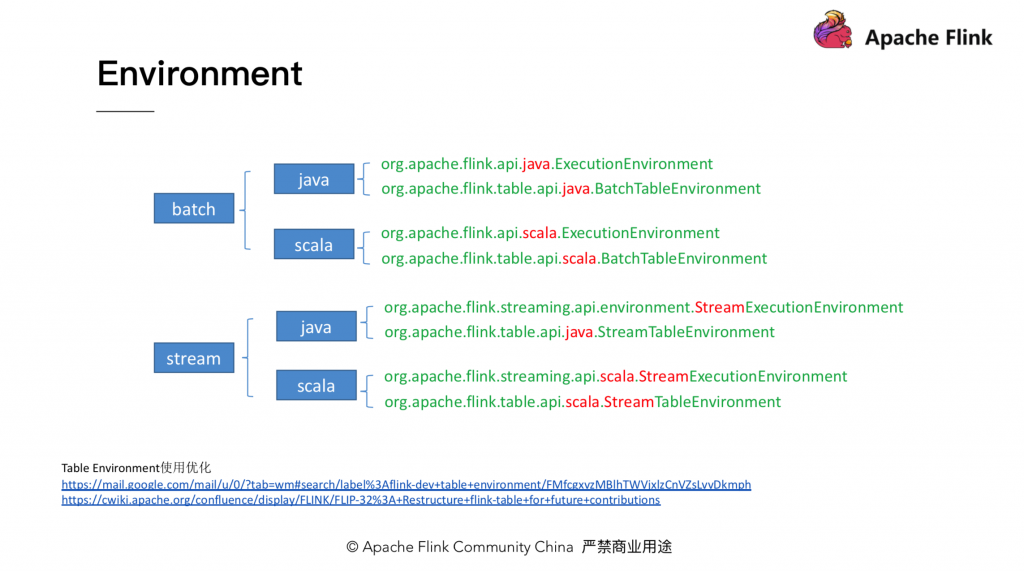 Apache Flink
Environment
batch
java
org.apache.flink.api.java.ExecutionEnvironment
org.apache.flink.table.api.java.BatchTableEnvironment
scala
org.apache.flink.api.scala.ExecutionEnvironment
org.apache.flink.table.api.scala.BatchTableEnvironment
stream
java
org.apache.flink.streaming.api.environment.StreamExecutionEnvironment
org.apache.flink.table.api.java.StreamTableEnvironment
scala
org.apache.flink.streaming.api.scala.StreamExecutionEnvironment
org.apache.flink.table.api.scala.StreamTableEnvironment
Table Environment使用优化
https://mail.google.com/mail/u/0/?tab=wm#search/label%3Aflink-dev+table+environment/FMfcgxvzMBlhTWVjxlzCnVZsLvvDkmph
https://cwiki.apache.org/confluence/display/FLINK/FLIP-32%3A+Restructure+flink-table+for+future+contributions
© Apache Flink Community China 严禁商业用途